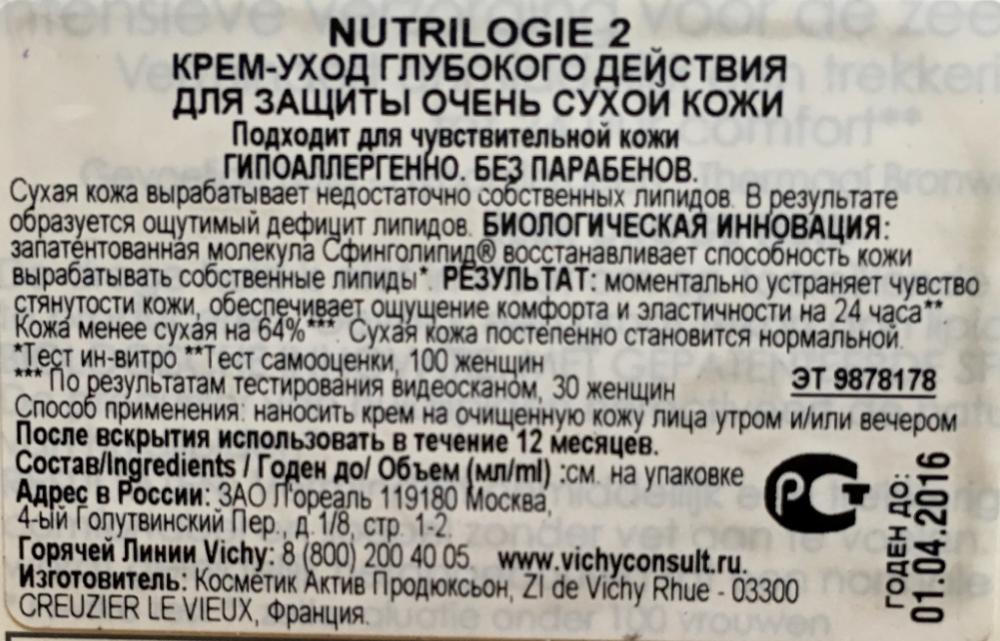 NUTRILOGIE 2
КРЕМ-УХОД ГЛУБОКОГО ДЕЙСТВИЯ
ДЛЯ ЗАЩИТЫ ОЧЕНЬ СУХОЙ КОЖИ
Подходит для чувствительной кожи
ГИПОАЛЛЕРГЕННО. БЕЗ ПАРАБЕНОВ.
Сухая кожа вырабатывает недостаточно собственных липидов. В результате
образуется ощутимый дефицит липидов. БИОЛОГИЧЕСКАЯ ИННОВАЦИЯ:
запатентованная молекула Сфинголипид® восстанавливает способность кожи
вырабатывать собственные липиды*. РЕЗУЛЬТАТ: моментально устраняет чувство
стянутости кожи, обеспечивает ощущение комфорта и эластичности на 24 часа**
Кожа менее сухая на 64%***. Сухая кожа постепенно становится нормальной.
*Тест ин-витро **Тест самооценки, 100 женщин
*** По результатам тестирования видеосканом, 30 женщин
ЭТ 9878178
Способ применения: наносить крем на очищенную кожу лица утром и/или вечером
После вскрытия использовать в течение 12 месяцев.
Состав/Ingredients / Годен до/ Объем (мл/ml) :см. на упаковке
Адрес в России: ЗАО Л'ореаль 119180 Москва,
4-ый Голутвинский Пер., д. 1/8, стр. 1-2.
Горячей Линии Vichy: 8 (800) 200 40 05. www.vichyconsult.ru.
Изготовитель: Косметик Актив Продюксьон, ZI de Vichy Rhue - 03300
CREUZIER LE VIEUX, Франция.
РСТ
ГОДЕН ДО:
01.04.2016